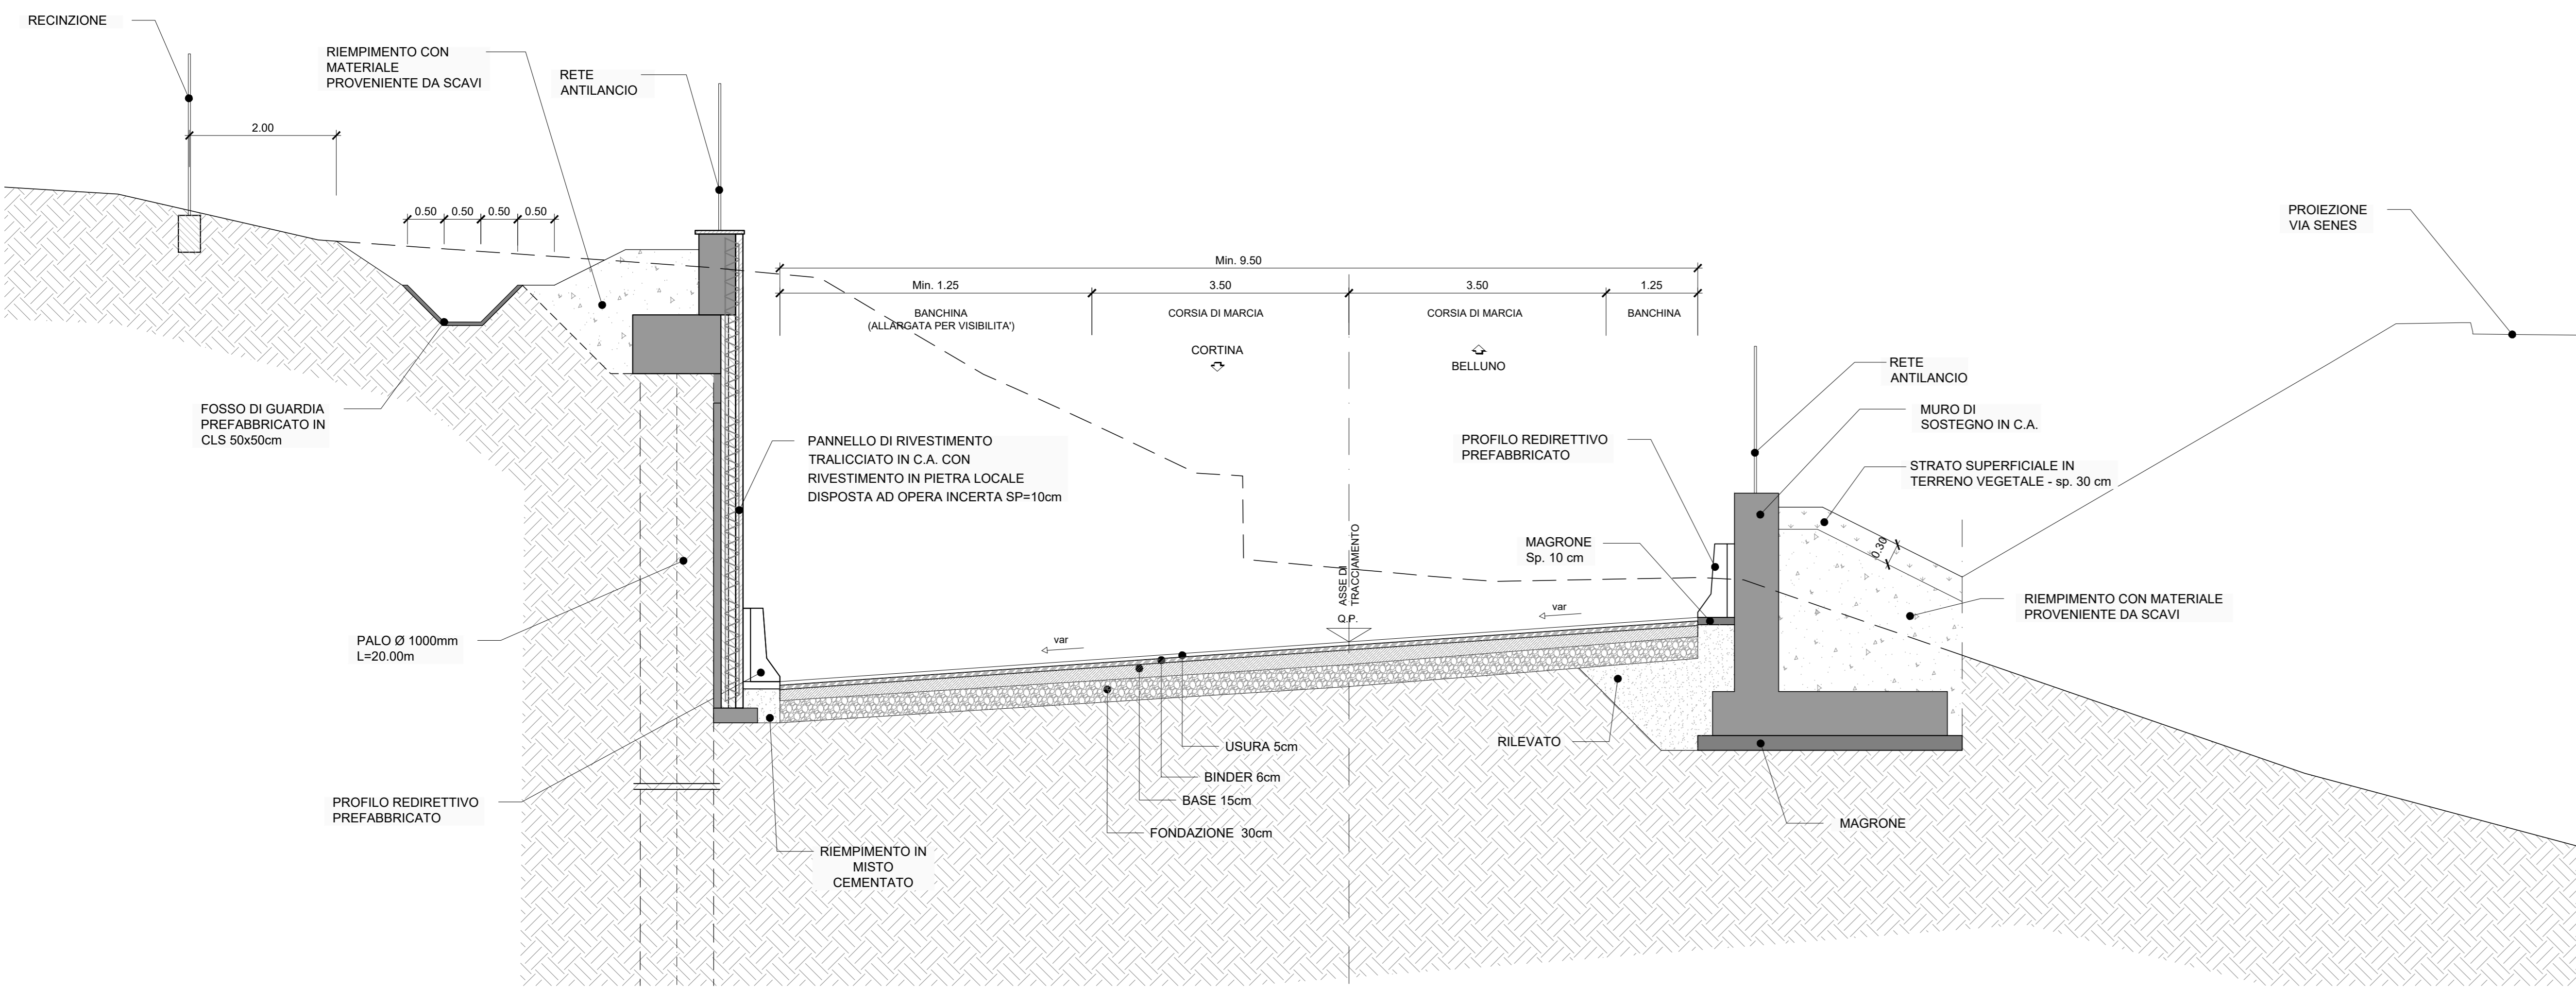 RECINZIONE
RIEMPIMENTO CON
MATERIALE
PROVENIENTE DA SCAVI
RETE
ANTILANCIO
2.00
0.50 0.50 0.50 0.50
PROIEZIONE
VIA SENES
Min. 9.50
Min. 1.25 3.50 3.50 1.25
BANCHINA
(ALLARGATA PER VISIBILITA')
CORSIA DI MARCIA
CORSIA DI MARCIA
BANCHINA
CORTINA
BELLUNO
RETE
ANTILANCIO
FOSSO DI GUARDIA
PREFABBRICATO IN
CLS 50x50cm
MURO DI
SOSTEGNO IN C.A.
PANNELLO DI RIVESTIMENTO
TRALICCIATO IN C.A. CON
RIVESTIMENTO IN PIETRA LOCALE
DISPOSTA AD OPERA INCERTA SP=10cm
PROFILO REDIRETTIVO
PREFABBRICATO
STRATO SUPERFICIALE IN
TERRENO VEGETALE - sp. 30 cm
MAGRONE
Sp. 10 cm
0.30
ASSE DI
TRACCIAMENTO
Q.P.
var
var
RIEMPIMENTO CON MATERIALE
PROVENIENTE DA SCAVI
PALO Ø 1000mm
L=20.00m
USURA 5cm
BINDER 6cm
BASE 15cm
FONDAZIONE 30cm
RILEVATO
PROFILO REDIRETTIVO
PREFABBRICATO
MAGRONE
RIEMPIMENTO IN
MISTO
CEMENTATO